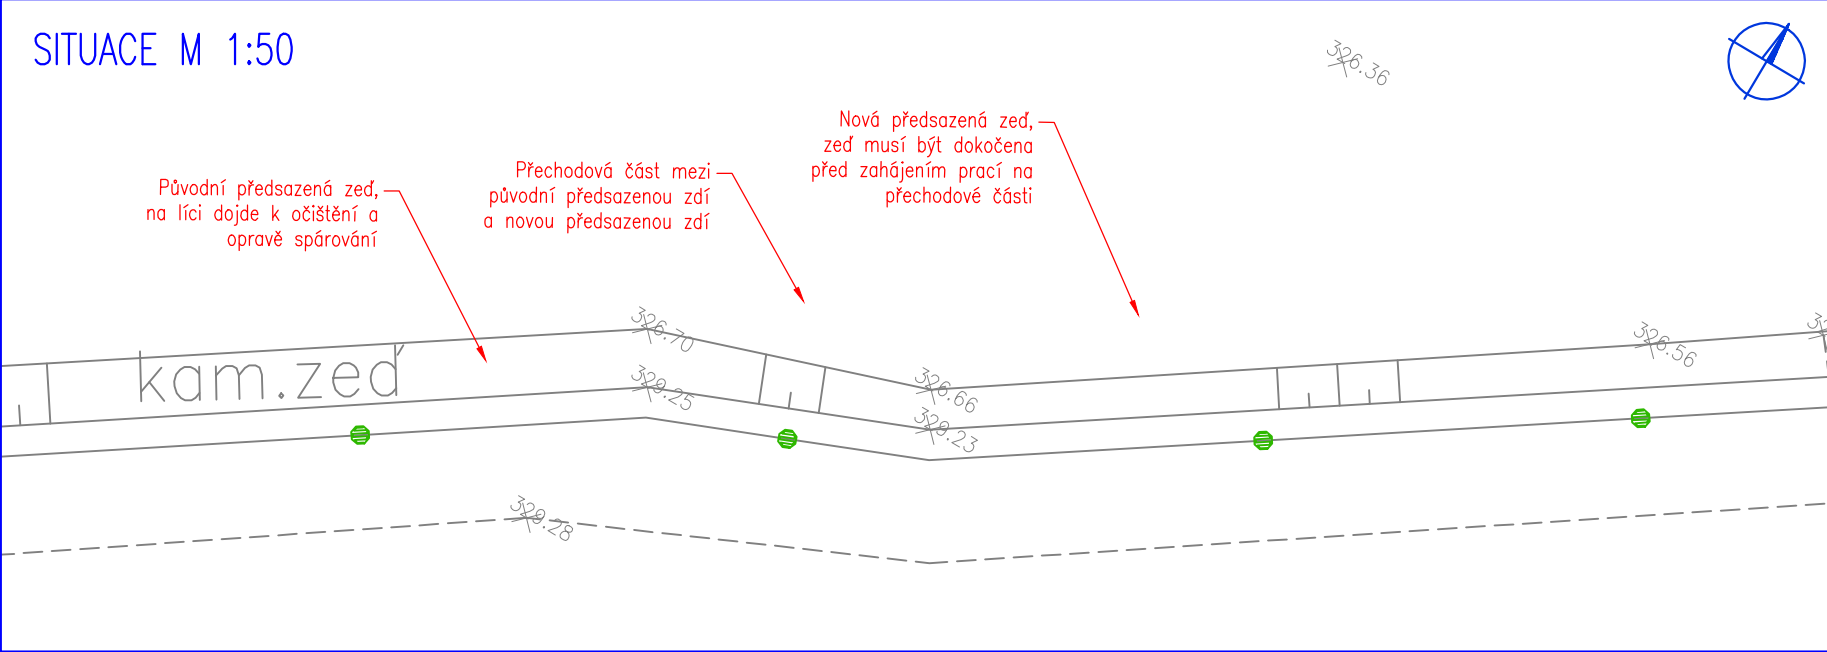 SITUACE M 1:50
326.36
Nová předsazená zeď,
zeď musí být dokočena
před zahájením prací na
přechodové části
Přechodová část mezi
původní předsazenou zdí
a novou předsazenou zdí
Původní předsazená zeď,
na líci dojde k očištění a
opravě spárování
326.70
326.56
kam.zeď
329.25
326.66
329.23
329.28